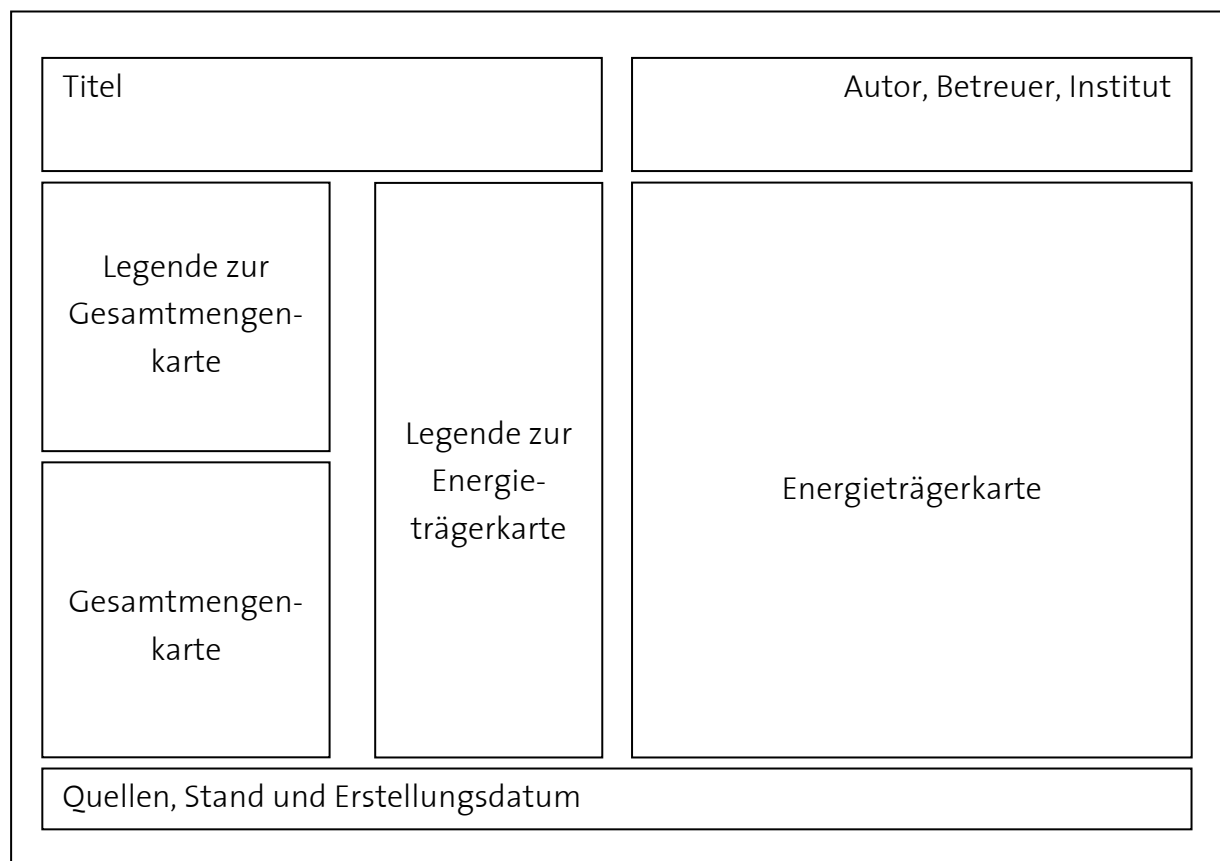 Titel
Autor, Betreuer, Institut
Legende zur
Gesamtmengen-
karte
Gesamtmengen-
karte
Legende zur
Energie-
trägerkarte
Energieträgerkarte
Quellen, Stand und Erstellungsdatum